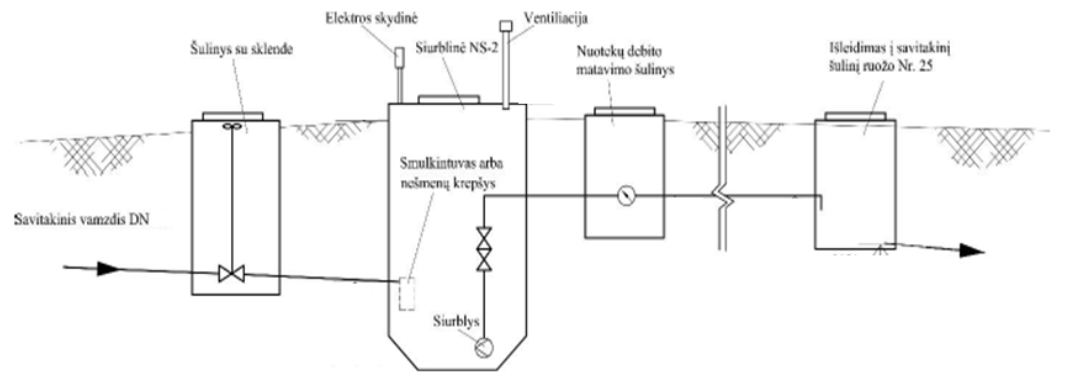 Elektros skydinė
Ventiliacija
Šulinys su sklende
Siurblinė NS-2
Nuotekų debito
matavimo šulinys
Išleidimas į savitakinį
šulinį ruožo Nr. 25
Smulkintuvas arba
nešmenų krepšys
Savitakinis vamzdis DN
Siurblys